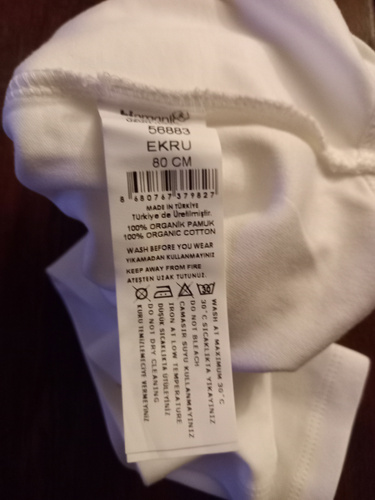 56883
EKRU
80 CM
8 680767 379827
MADE IN TÜRKİYE
Türkiye de Üretilmiştir.
100% ORGANİK PAMUK
100% ORGANIC COTTON
WASH BEFORE YOU WEAR
YIKAMADAN KULLANMAYINIZ
KEEP AWAY FROM FIRE
ATEŞTEN UZAK TUTUNUZ.
WASH AT MAXIMUM 30°C
30°C SICAKLIKTA YIKAYINIZ
DO NOT BLEACH
ÇAMAŞIR SUYU KULLANMAYINIZ
IRON AT LOW TEMPERATURE
DÜŞÜK SICAKLIKTA ÜTÜLEYİNİZ
DO NOT DRY CLEANING
KURU TEMİZLEMECİYE VERMEYİNİZ